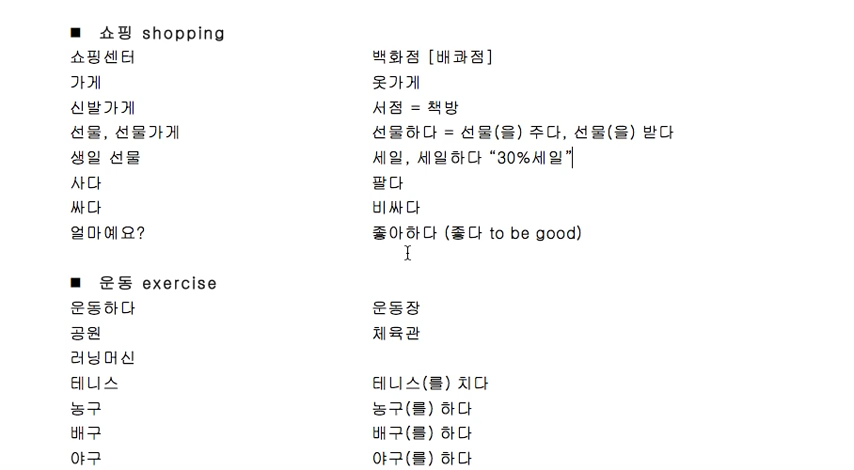 ■ 쇼핑 shopping
쇼핑센터 백화점 [배콰점]
가게 옷가게
신발가게 서점 = 책방
선물, 선물가게 선물하다 = 선물(을) 주다, 선물(을) 받다
생일 선물 세일, 세일하다 “30%세일”
사다 팔다
싸다 비싸다
얼마예요? 좋아하다 (좋다 to be good)
■ 운동 exercise
운동하다 운동장
공원 체육관
러닝머신
테니스 테니스(를) 치다
농구 농구(를) 하다
배구 배구(를) 하다
야구 야구(를) 하다